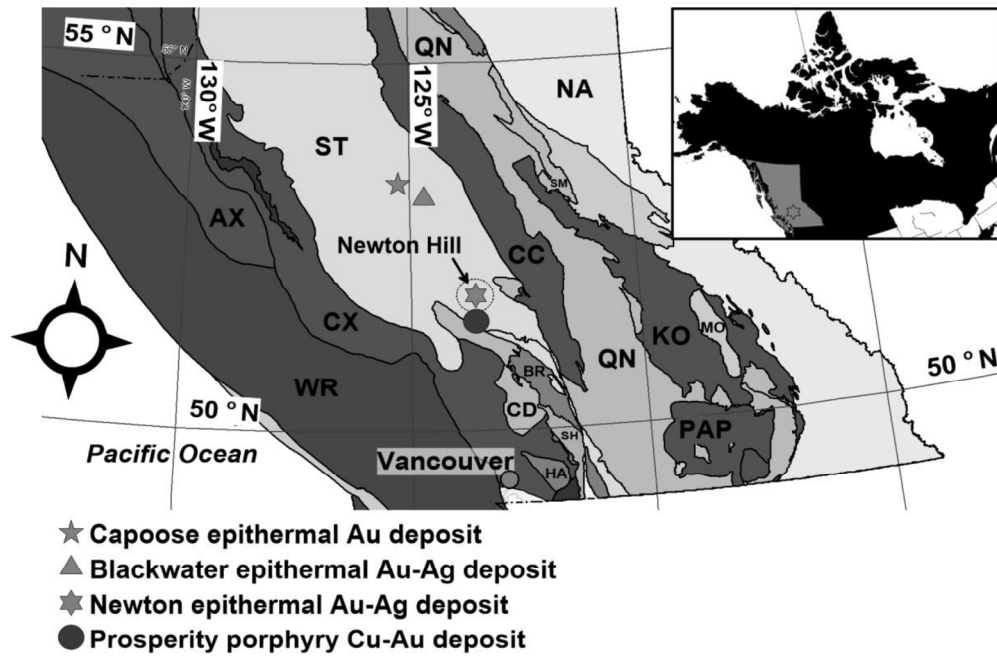 55 ° N
55° N
130° W
130° W
125° W
QN
NA
ST
SM
AX
Newton Hill
CC
N
CX
KO
MO
WR
QN
BR
50 ° N
CD
50 ° N
SH
PAP
Pacific Ocean
Vancouver
HA
Capoose epithermal Au deposit
Blackwater epithermal Au-Ag deposit
Newton epithermal Au-Ag deposit
Prosperity porphyry Cu-Au deposit